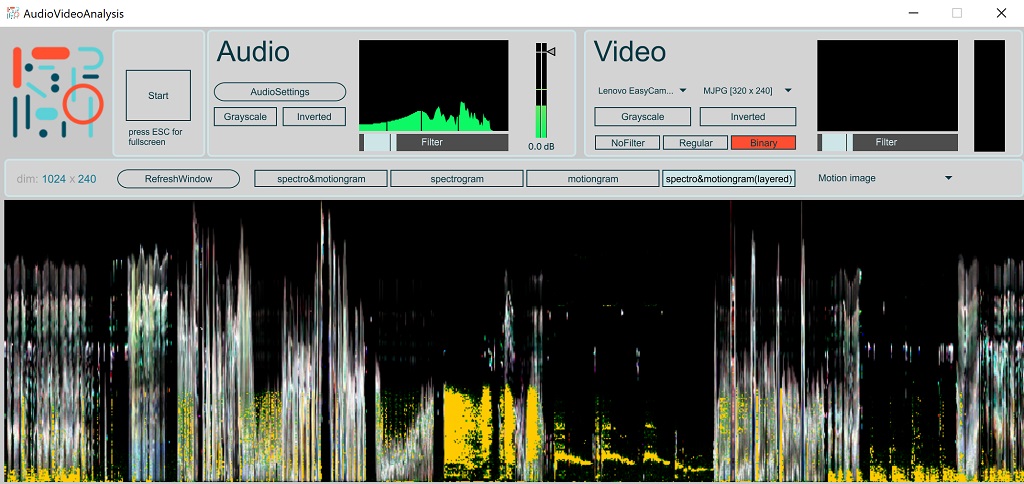 AudioVideoAnalysis
Start
press ESC for
fullscreen
Audio
AudioSettings
Grayscale
Inverted
Filter
0.0 dB
Video
Lenovo EasyCam...
MJPG [320 x 240]
Grayscale
Inverted
NoFilter
Regular
Binary
Filter
dim: 1024 x 240
RefreshWindow
spectro&motiongram
spectrogram
motiongram
spectro&motiongram(layered)
Motion image